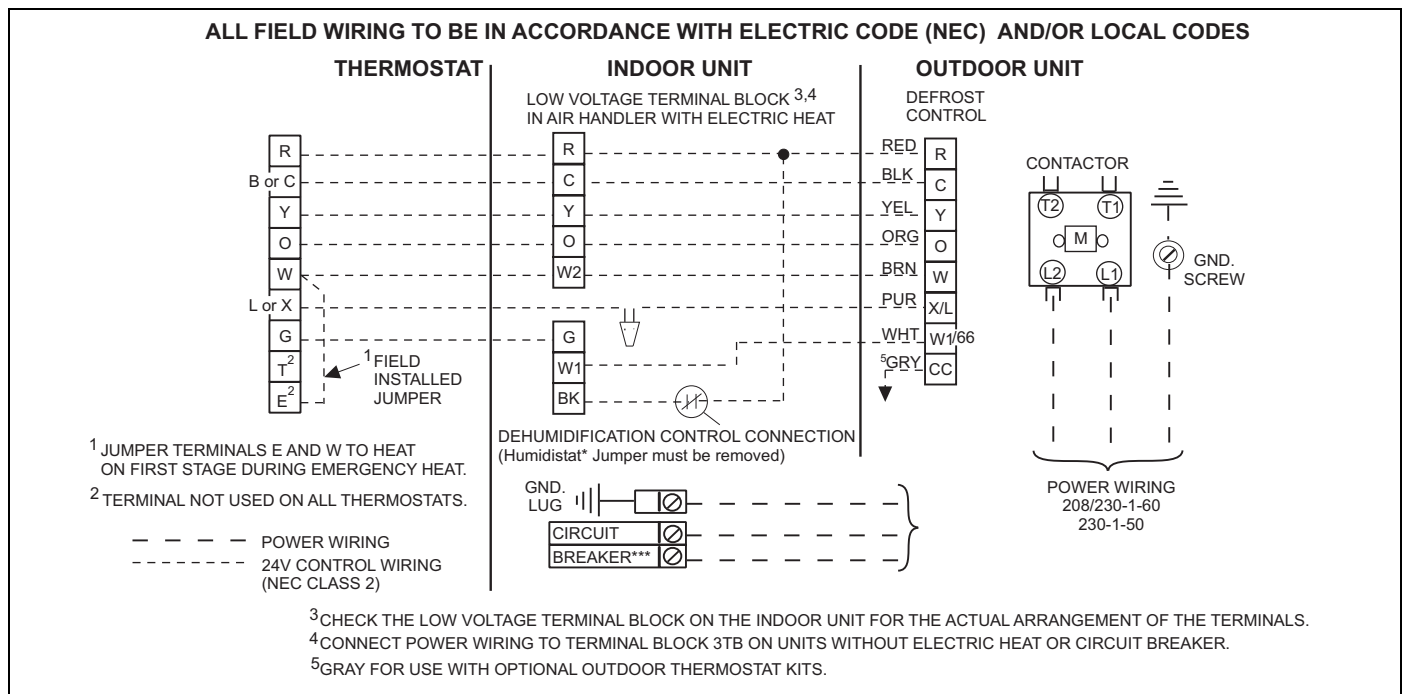 ALL FIELD WIRING TO BE IN ACCORDANCE WITH ELECTRIC CODE (NEC) AND/OR LOCAL CODES
THERMOSTAT
INDOOR UNIT
OUTDOOR UNIT
LOW VOLTAGE TERMINAL BLOCK 3,4
IN AIR HANDLER WITH ELECTRIC HEAT
DEFROST
CONTROL
R
B or C
Y
O
W
L or X
G
T2
E2
1 FIELD
INSTALLED
JUMPER
R
C
Y
O
W2
G
W1
BK
RED
BLK
YEL
ORG
BRN
PUR
WHT
5GRY
R
C
Y
O
W
X/L
W1/66
CC
CONTACTOR
T2
T1
M
L2
L1
GND.
SCREW
DEHUMIDIFICATION CONTROL CONNECTION
(Humidistat* Jumper must be removed)
1 JUMPER TERMINALS E AND W TO HEAT
ON FIRST STAGE DURING EMERGENCY HEAT.
2 TERMINAL NOT USED ON ALL THERMOSTATS.
GND.
LUG
CIRCUIT
BREAKER***
POWER WIRING
208/230-1-60
230-1-50
POWER WIRING
24V CONTROL WIRING
(NEC CLASS 2)
3CHECK THE LOW VOLTAGE TERMINAL BLOCK ON THE INDOOR UNIT FOR THE ACTUAL ARRANGEMENT OF THE TERMINALS.
4CONNECT POWER WIRING TO TERMINAL BLOCK 3TB ON UNITS WITHOUT ELECTRIC HEAT OR CIRCUIT BREAKER.
5GRAY FOR USE WITH OPTIONAL OUTDOOR THERMOSTAT KITS.